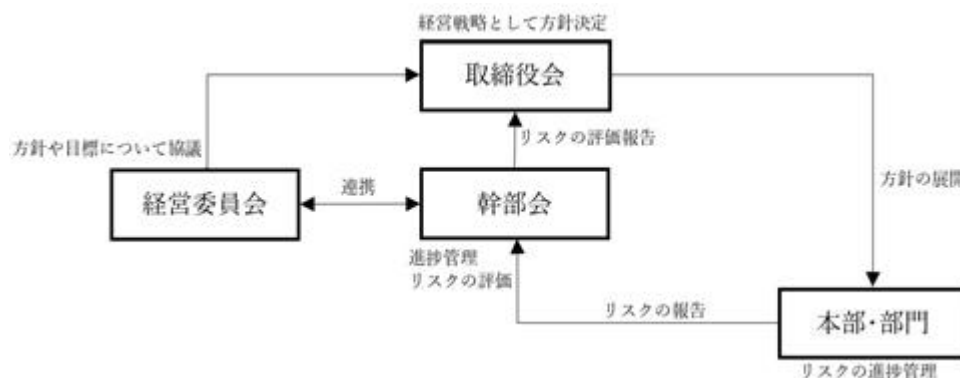 経営戦略として方針決定
取締役会
方針や目標について協議
リスクの評価報告
経営委員会
連携
幹部会
方針の展開
進捗管理
リスクの評価
リスクの報告
本部・部門
リスクの進捗管理